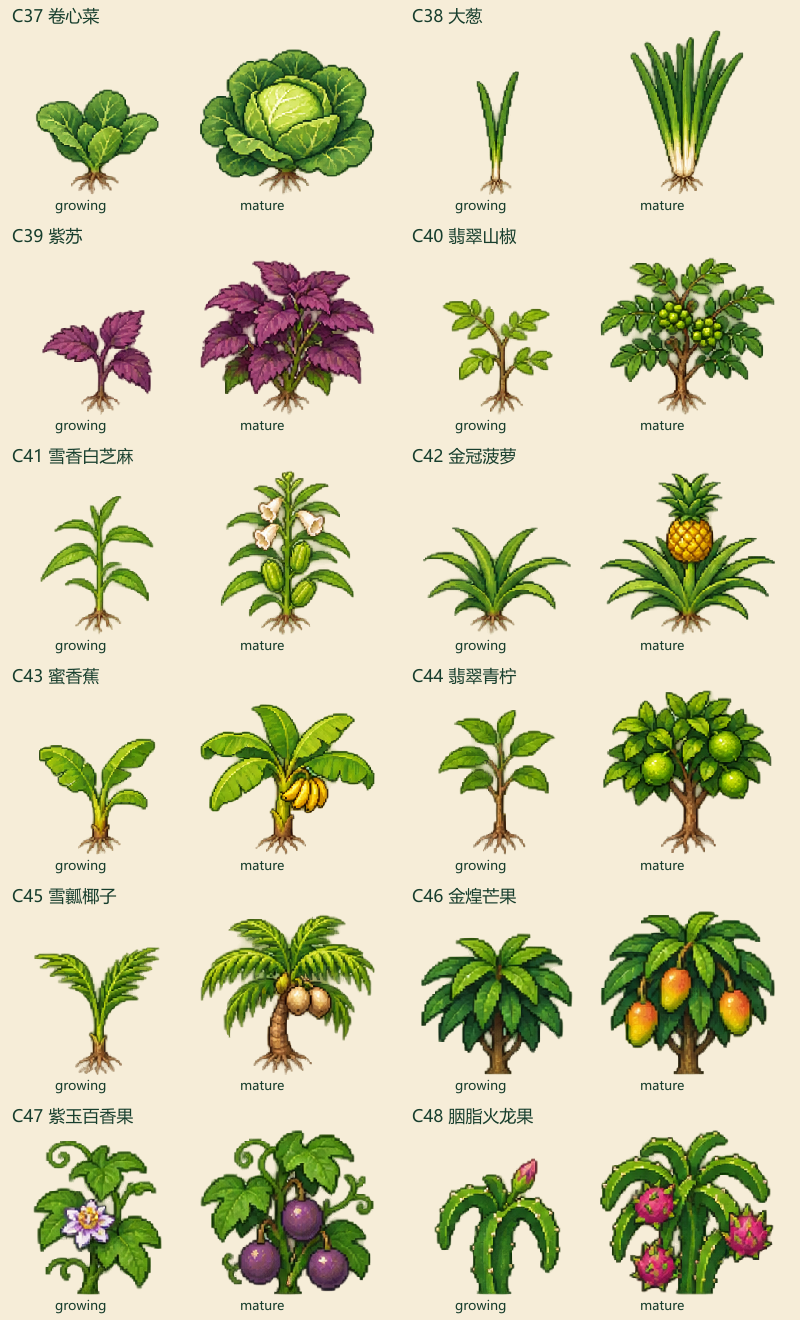 C37 卷心菜
C38 大葱
growing
mature
growing
mature
C39 紫苏
C40 翡翠山椒
growing
mature
growing
mature
C41 雪香白芝麻
C42 金冠菠萝
growing
mature
growing
mature
C43 蜜香蕉
C44 翡翠青柠
growing
mature
growing
mature
C45 雪瓤椰子
C46 金煌芒果
growing
mature
growing
mature
C47 紫玉百香果
C48 胭脂火龙果
growing
mature
growing
mature